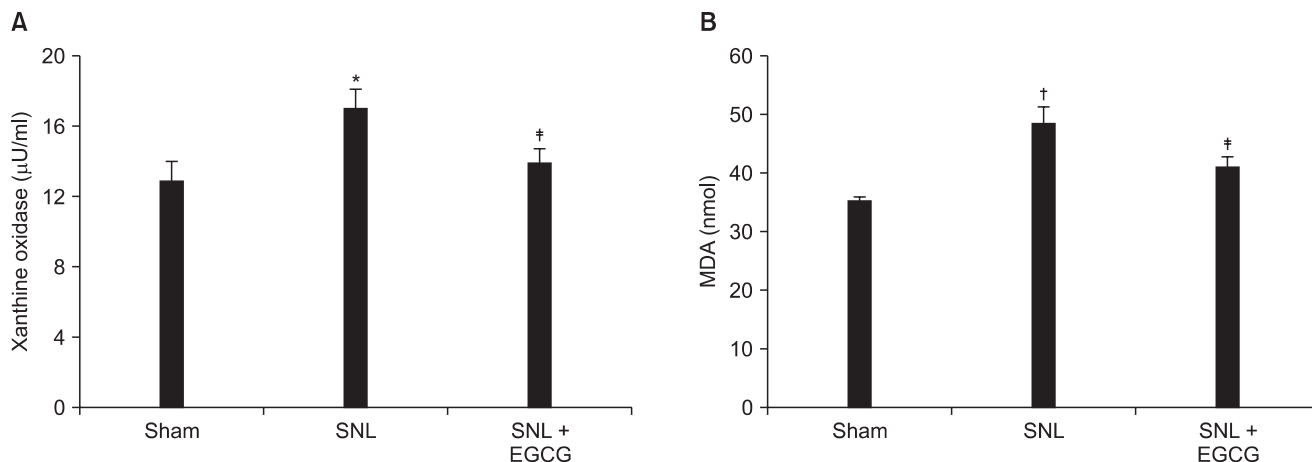 A
Xanthine oxidase (μU/ml)
20
16
12
8
4
0
*
‡
Sham
SNL
SNL +
EGCG
B
MDA (nmol)
60
50
40
30
20
10
0
†
‡
Sham
SNL
SNL +
EGCG